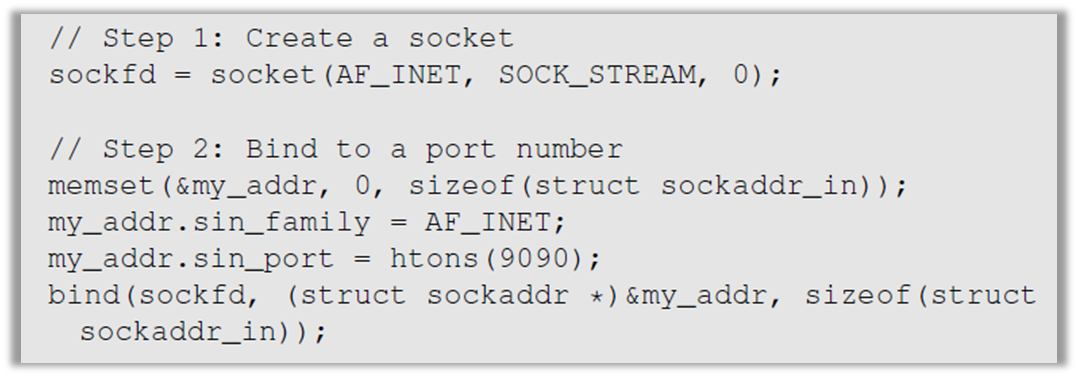 // Step 1: Create a socket
sockfd = socket(AF_INET, SOCK_STREAM, 0);
// Step 2: Bind to a port number
memset(&my_addr, 0, sizeof(struct sockaddr_in));
my_addr.sin_family = AF_INET;
my_addr.sin_port = htons(9090);
bind(sockfd, (struct sockaddr *)&my_addr, sizeof(struct
sockaddr_in));